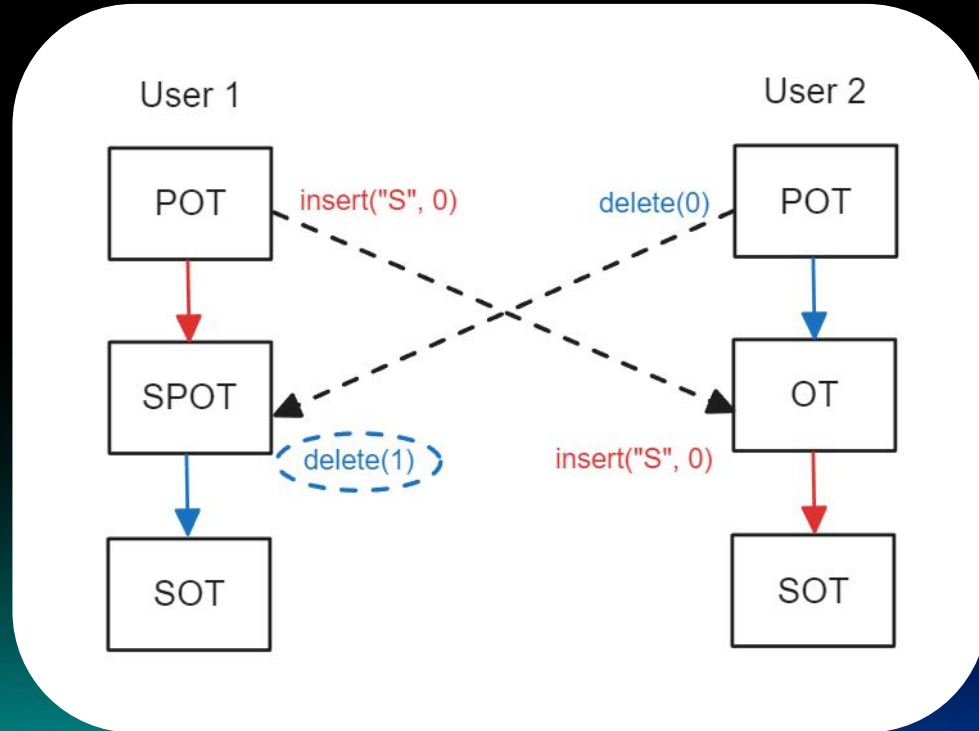 User 1
User 2
POT
insert("S", 0)
delete(0)
POT
SPOT
OT
delete(1)
insert("S", 0)
SOT
SOT